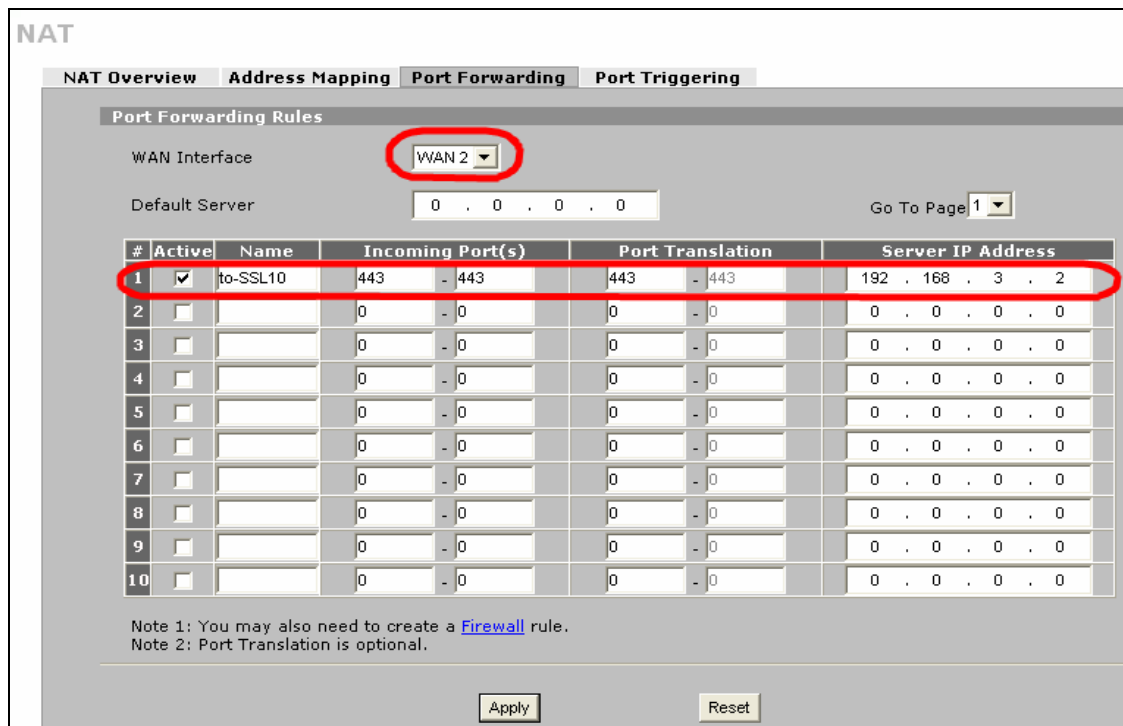 NAT
NAT Overview Address Mapping Port Forwarding Port Triggering
Port Forwarding Rules
WAN Interface WAN 2
Default Server 0 . 0 . 0 . 0 Go To Page 1
# Active Name Incoming Port(s) Port Translation Server IP Address
1 to-SSL10 443 - 443 443 - 443 192 . 168 . 3 . 2
2 0 - 0 0 - 0 0 . 0 . 0 . 0
3 0 - 0 0 - 0 0 . 0 . 0 . 0
4 0 - 0 0 - 0 0 . 0 . 0 . 0
5 0 - 0 0 - 0 0 . 0 . 0 . 0
6 0 - 0 0 - 0 0 . 0 . 0 . 0
7 0 - 0 0 - 0 0 . 0 . 0 . 0
8 0 - 0 0 - 0 0 . 0 . 0 . 0
9 0 - 0 0 - 0 0 . 0 . 0 . 0
10 0 - 0 0 - 0 0 . 0 . 0 . 0
Note 1: You may also need to create a Firewall rule.
Note 2: Port Translation is optional.
Apply Reset